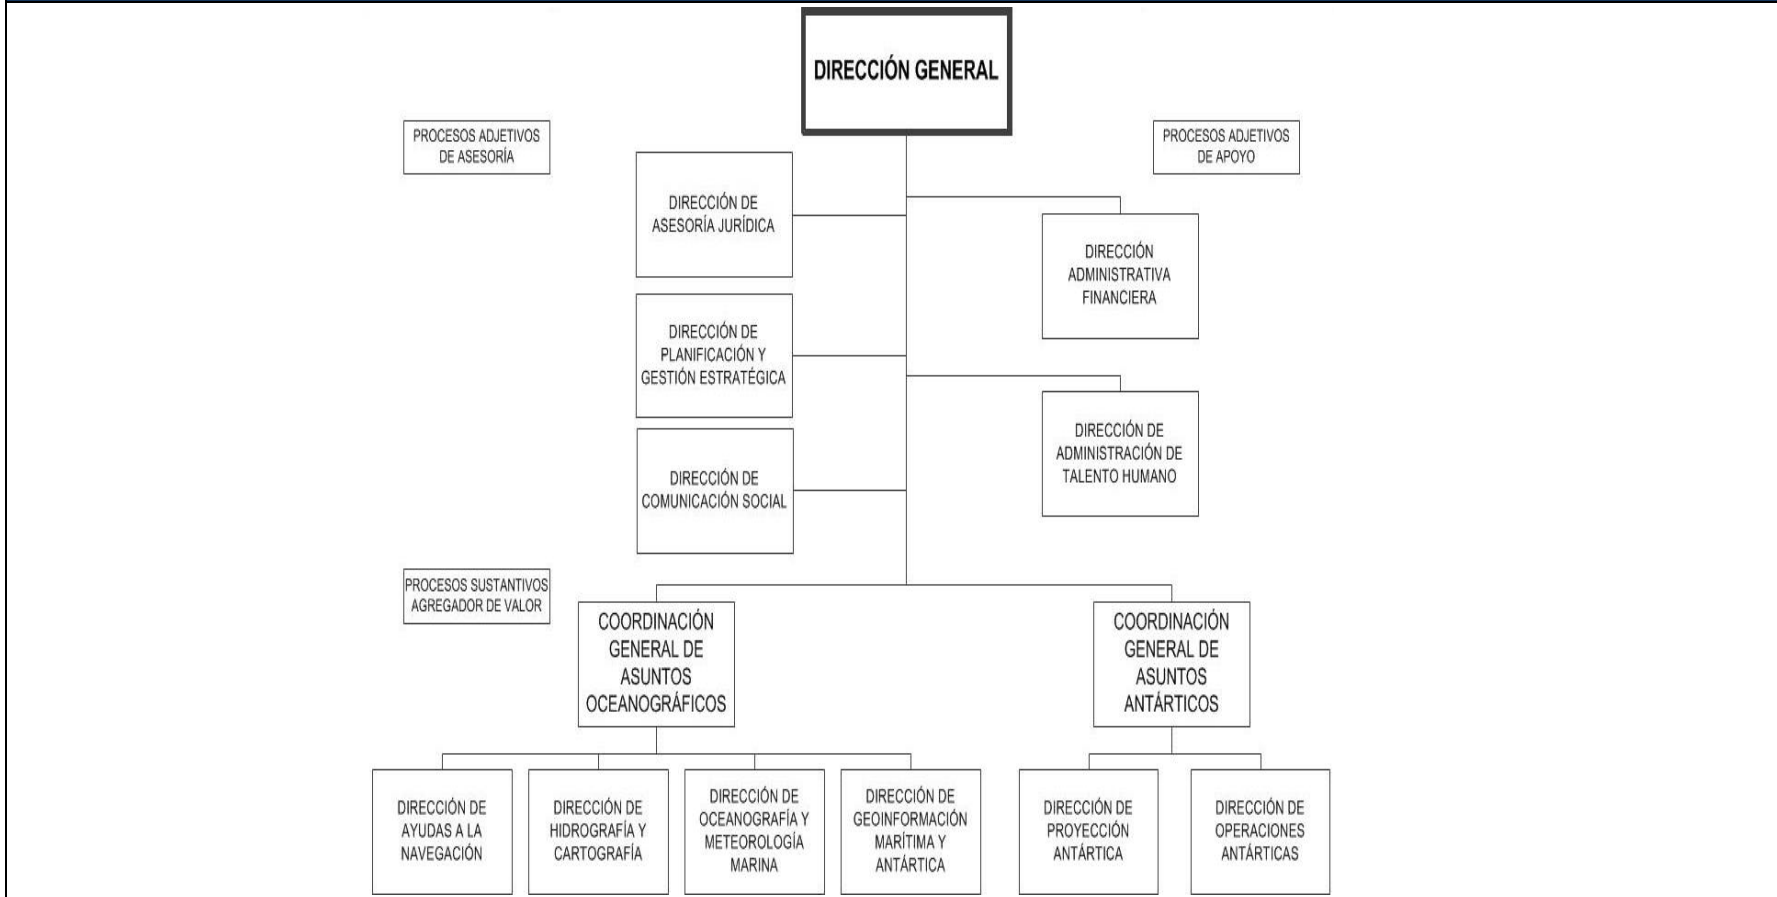 DIRECCIÓN GENERAL
PROCESOS ADJETIVOS
DE ASESORÍA
PROCESOS ADJETIVOS
DE APOYO
DIRECCIÓN DE
ASESORÍA JURÍDICA
DIRECCIÓN
ADMINISTRATIVA
FINANCIERA
DIRECCIÓN DE
PLANIFICACIÓN Y
GESTIÓN ESTRATÉGICA
DIRECCIÓN DE
ADMINISTRACIÓN DE
TALENTO HUMANO
DIRECCIÓN DE
COMUNICACIÓN SOCIAL
PROCESOS SUSTANTIVOS
AGREGADOR DE VALOR
COORDINACIÓN
GENERAL DE
ASUNTOS
OCEANOGRÁFICOS
COORDINACIÓN
GENERAL DE
ASUNTOS
ANTÁRTICOS
DIRECCIÓN DE
AYUDAS A LA
NAVEGACIÓN
DIRECCIÓN DE
HIDROGRAFÍA Y
CARTOGRAFÍA
DIRECCIÓN DE
OCEANOGRAFÍA Y
METEOROLOGÍA
MARINA
DIRECCIÓN DE
GEOINFORMACIÓN
MARÍTIMA Y
ANTÁRTICA
DIRECCIÓN DE
PROYECCIÓN
ANTÁRTICA
DIRECCIÓN DE
OPERACIONES
ANTÁRTICAS